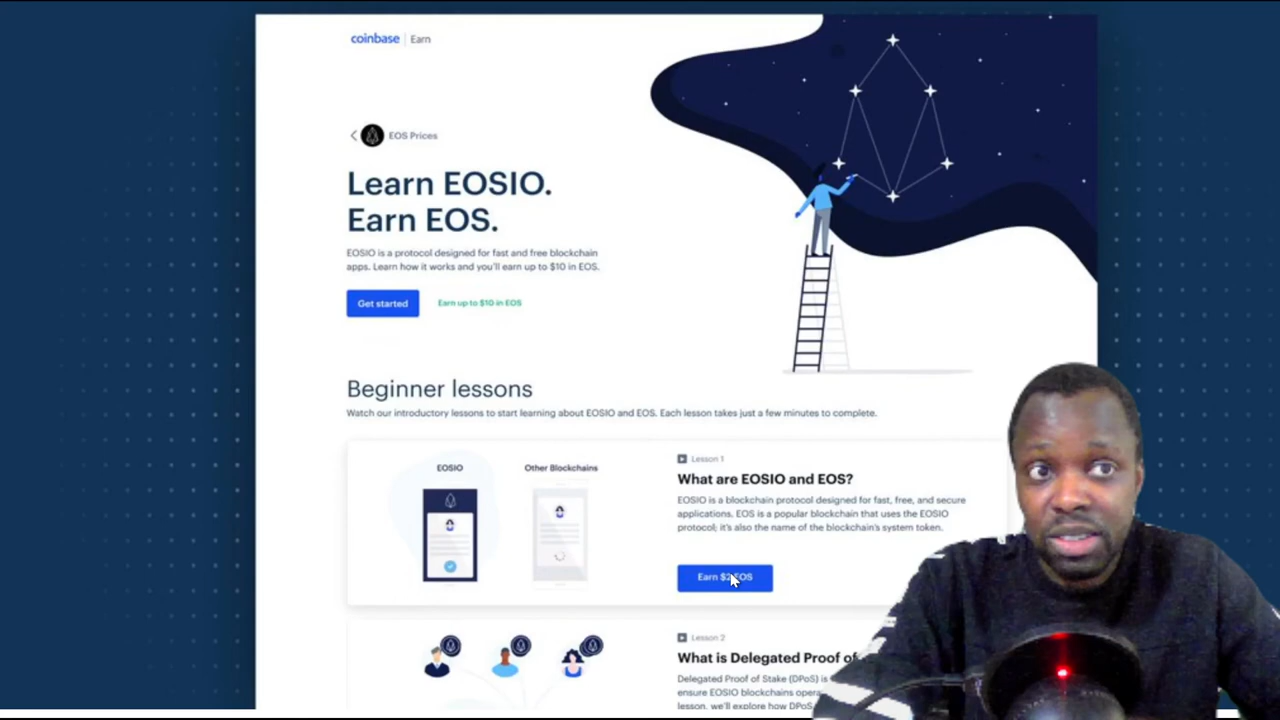 coinbase | Earn
EOS Prices
Learn EOSIO.
Earn EOS.
EOSIO is a protocol designed for fast and free blockchain
apps. Learn how it works and you'll earn up to $10 in EOS.
Get started
Earn up to $10 in EOS
Beginner lessons
Watch our introductory lessons to start learning about EOSIO and EOS. Each lesson takes just a few minutes to complete.
EOSIO
Other Blockchains
Lesson 1
What are EOSIO and EOS?
EOSIO is a blockchain protocol designed for fast, free, and secure
applications. EOS is a popular blockchain that uses the EOSIO
protocol; it's also the name of the blockchain's system token.
Earn $2 EOS
Lesson 2
What is Delegated Proof of
Delegated Proof of Stake (DPoS) is
ensure EOSIO blockchains
lesson, we'll explore how DPoS